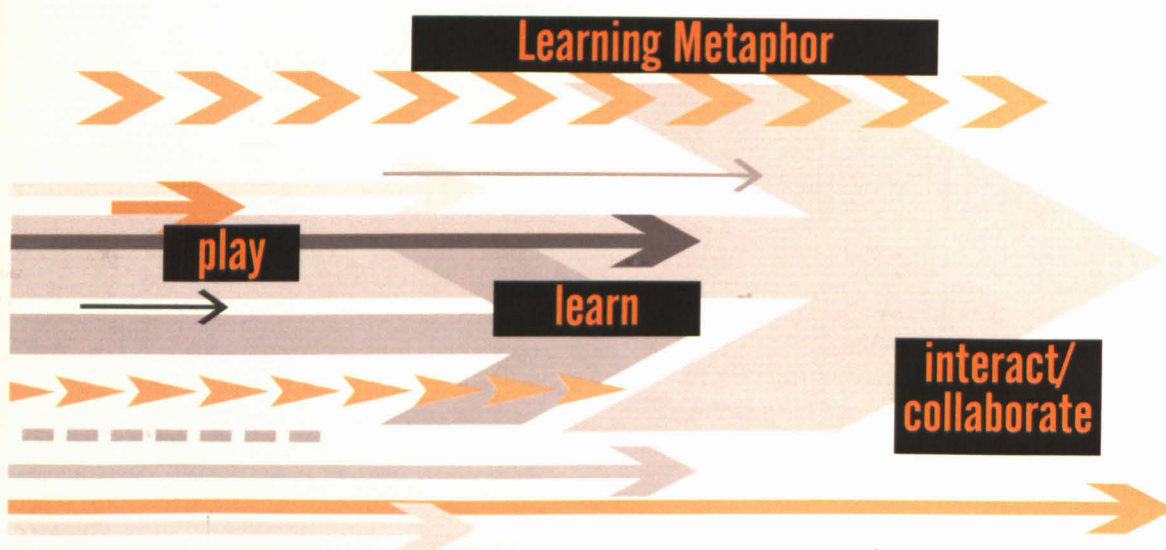 Learning Metaphor
play
learn
interact/
collaborate